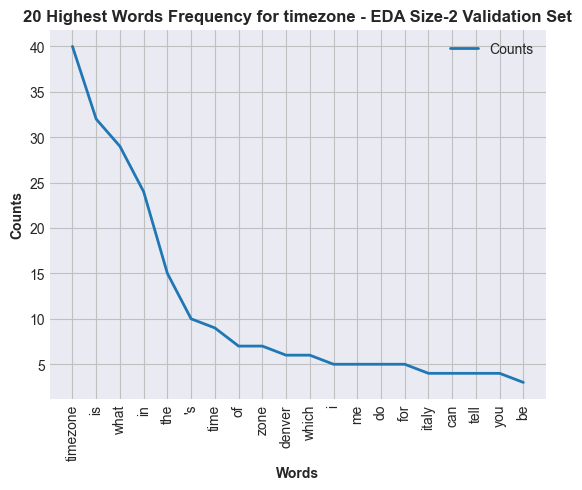 20 Highest Words Frequency for timezone - EDA Size-2 Validation Set
Counts
40
35
30
25
20
15
10
5
Counts
timezone
is
what
in
the
's
time
of
zone
denver
which
i
me
do
for
italy
can
tell
you
be
Words